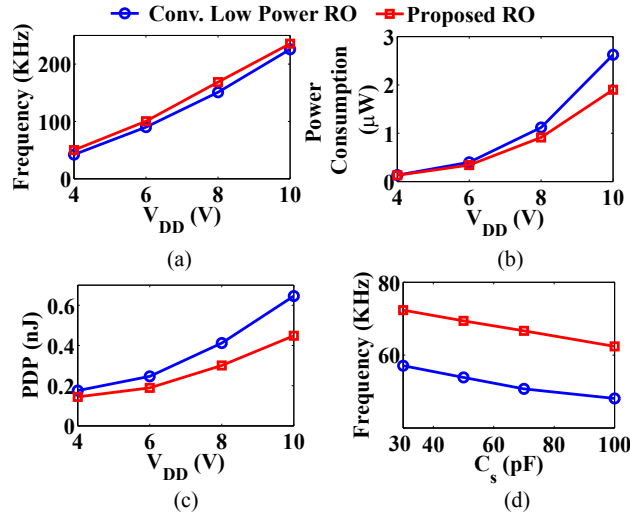 Conv. Low Power RO Proposed RO
Frequency (KHz)
200
100
0
4 6 8 10
V_DD (V)
(a)
Power Consumption (μW)
3
2
1
0
4 6 8 10
V_DD (V)
(b)
PDP (nJ)
0.6
0.4
0.2
0
4 6 8 10
V_DD (V)
(c)
Frequency (KHz)
80
60
30 40 60 80 100
C_s (pF)
(d)